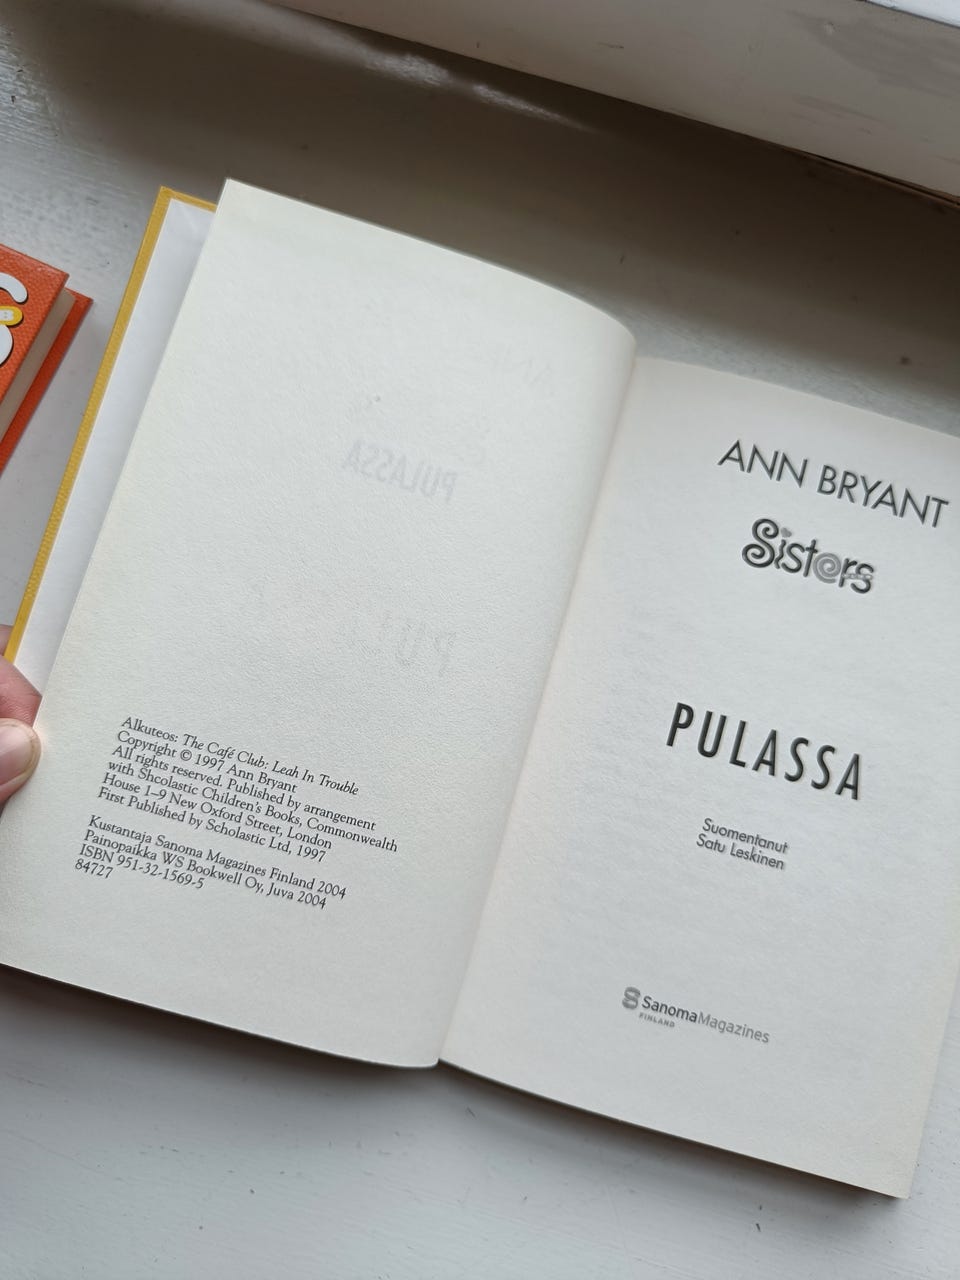 Alkuteos: The Café Club: Leah In Trouble
Copyright © 1997 Ann Bryant
All rights reserved. Published by arrangement
with Shcolastic Children's Books, Commonwealth
House 1–9 New Oxford Street, London
First Published by Scholastic Ltd, 1997
Kustantaja Sanoma Magazines Finland 2004
Painopaikka WS Bookwell Oy, Juva 2004
ISBN 951-32-1569-5
84727
ANN BRYANT
Sisters
PULASSA
Suomentanut
Satu Leskinen
SanomaMagazines
FINLAND